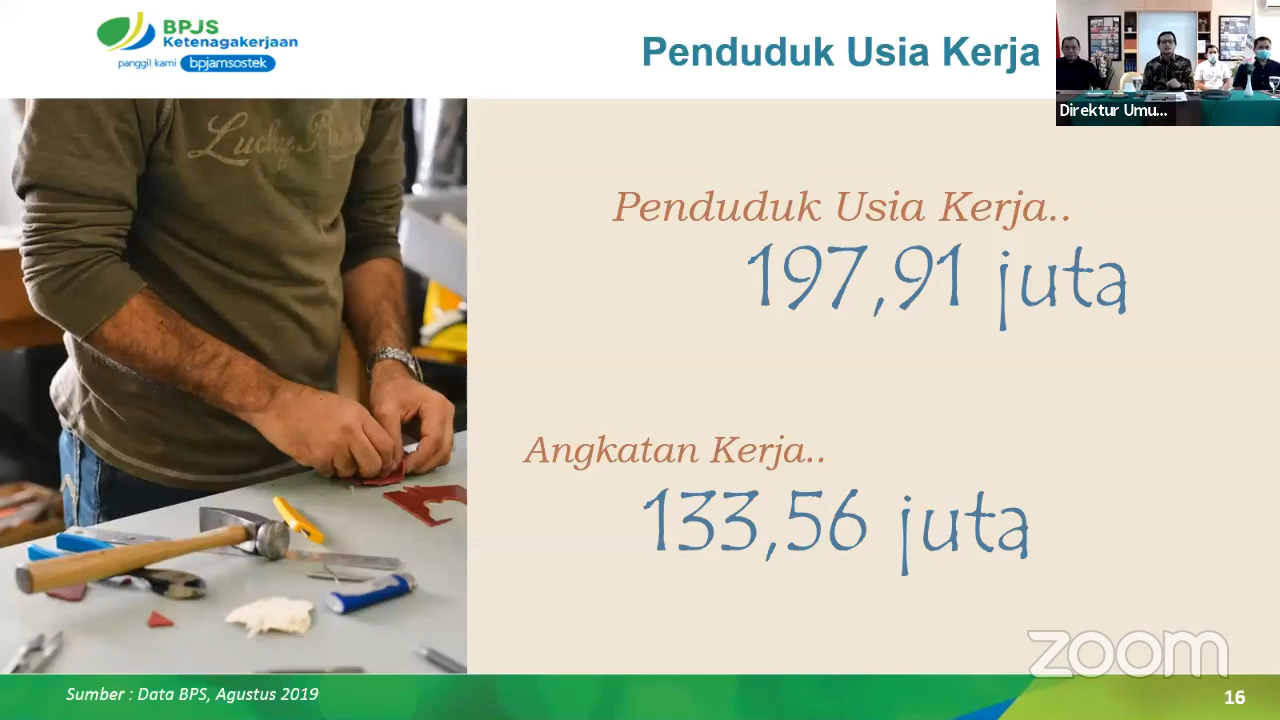 BPJS
Ketenagakerjaan
panggil kami bpjamsostek
Penduduk Usia Kerja
Direktur Umu...
Lucky
Penduduk Usia Kerja..
197,91 juta
Angkatan Kerja..
133,56 juta
zoom
Sumber : Data BPS, Agustus 2019
16